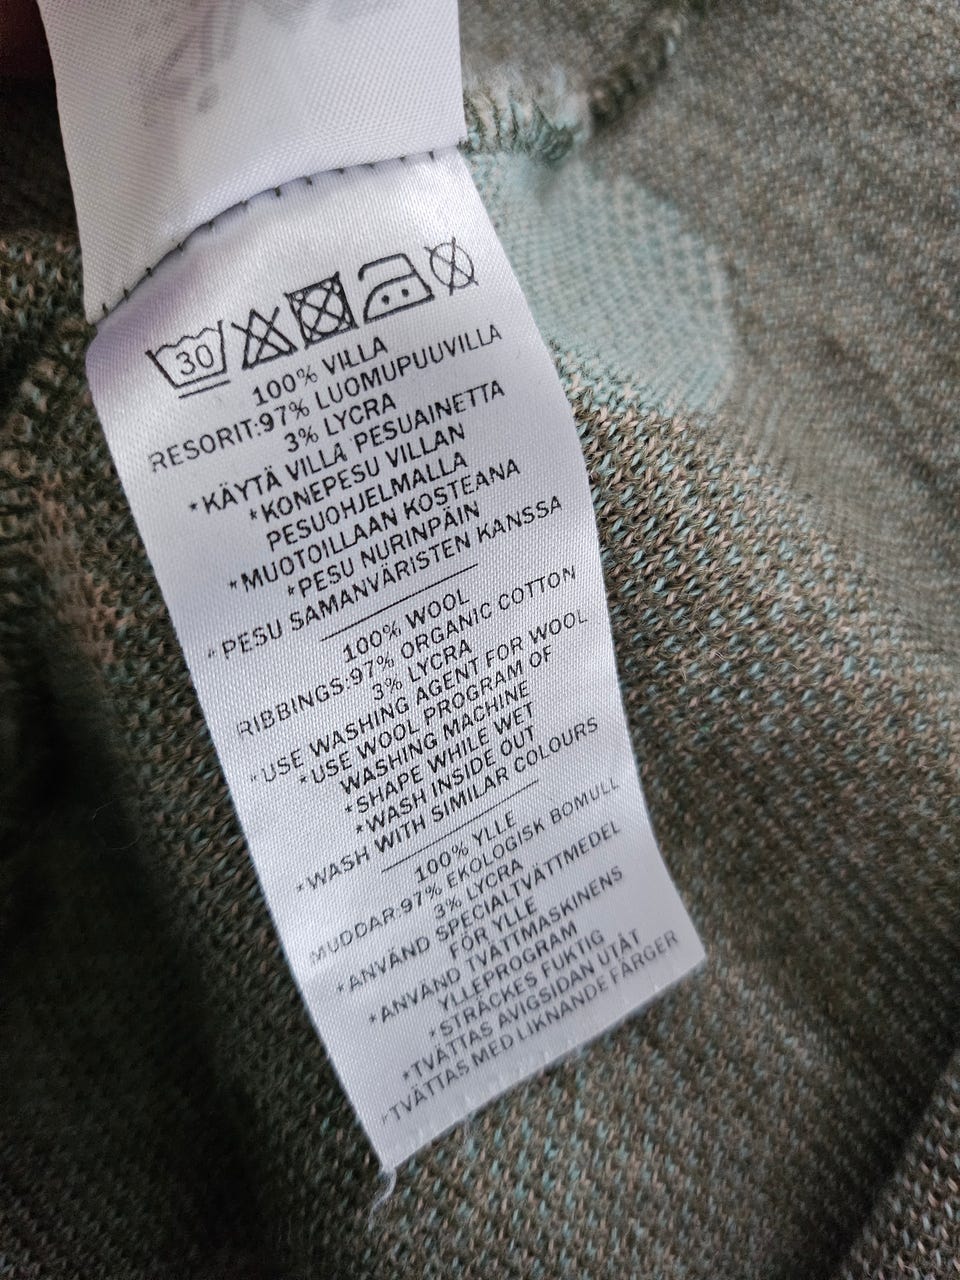 30
100% VILLA
RESORIT:97% LUOMUPUUVILLA
3% LYCRA
*KÄYTÄ VILLA PESUAINETTA
*KONEPESU VILLAN
PESUOHJELMALLA
*MUOTOILLAAN KOSTEANA
*PESU NURINPÄIN
*PESU SAMANVÄRISTEN KANSSA
100% WOOL
RIBBINGS:97% ORGANIC COTTON
3% LYCRA
*USE WASHING AGENT FOR WOOL
*USE WOOL PROGRAM OF
WASHING MACHINE
*SHAPE WHILE WET
*WASH INSIDE OUT
*WASH WITH SIMILAR COLOURS
100% YLLE
MUDDAR:97% EKOLOGISK BOMULL
3% LYCRA
*ANVÄND SPECIALTVÄTTMEDEL
FÖR YLLE
*ANVÄND TVÄTTMASKINENS
YLLEPROGRAM
*STRÄCKES FUKTIG
*TVÄTTAS AVIGSIDAN UTÅT
*TVÄTTAS MED LIKNANDE FÄRGER